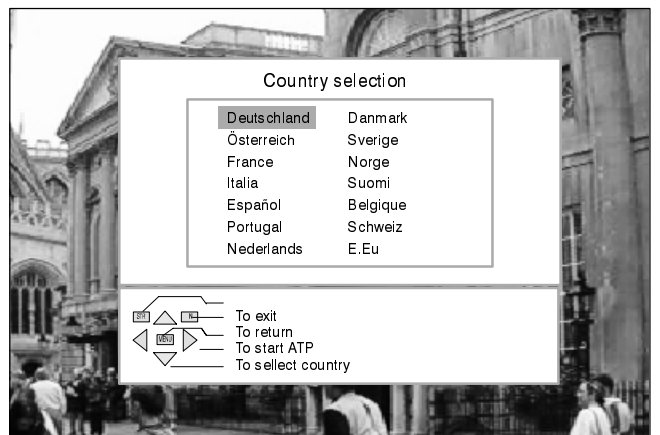 Country selection
Deutschland Danmark
Österreich Sverige
France Norge
Italia Suomi
Español Belgique
Portugal Schweiz
Nederlands E.Eu
STR N
To exit
MENU To return
To start ATP
To sellect country